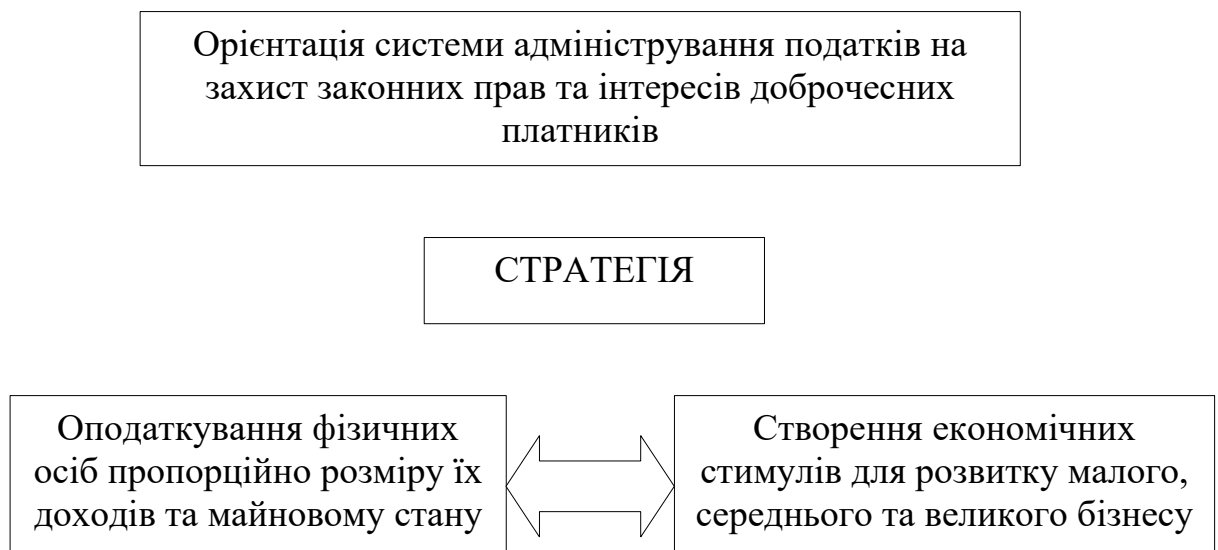 Орієнтація системи адміністрування податків на
захист законних прав та інтересів доброчесних
платників
СТРАТЕГІЯ
Оподаткування фізичних
осіб пропорційно розміру їх
доходів та майновому стану
Створення економічних
стимулів для розвитку малого,
середнього та великого бізнесу